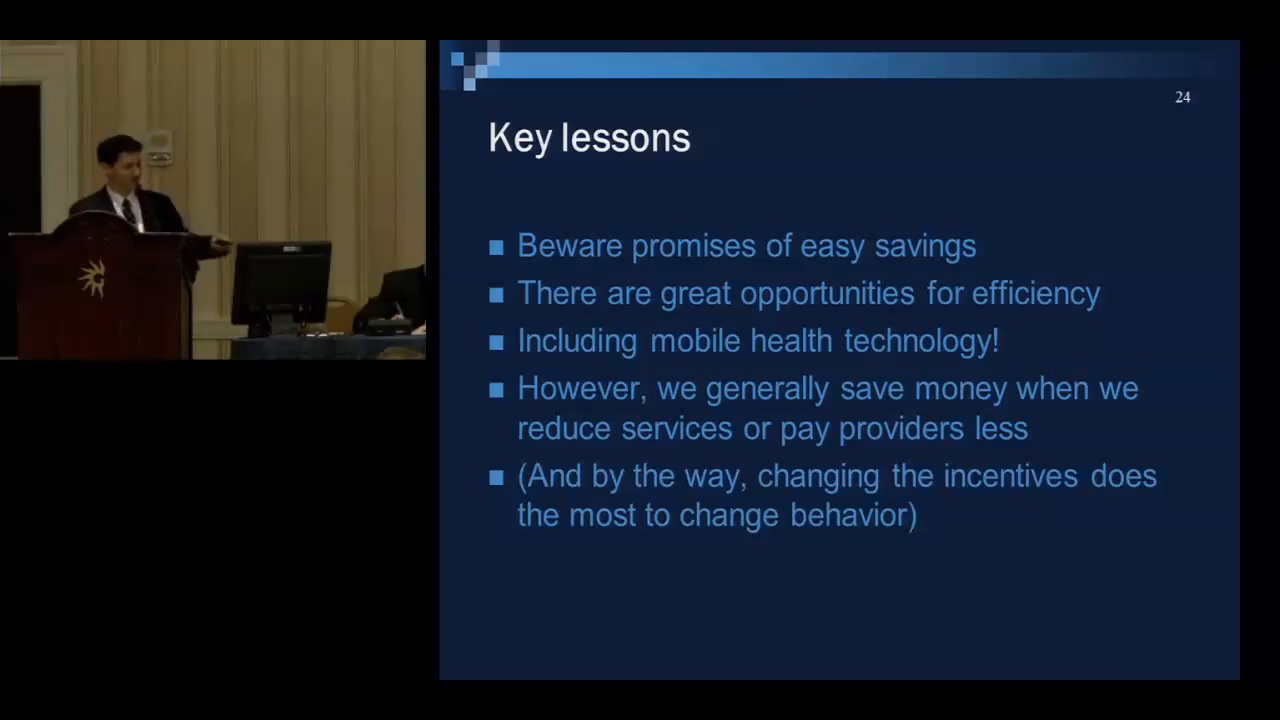 24
Key lessons
Beware promises of easy savings
There are great opportunities for efficiency
Including mobile health technology!
However, we generally save money when we
reduce services or pay providers less
(And by the way, changing the incentives does
the most to change behavior)